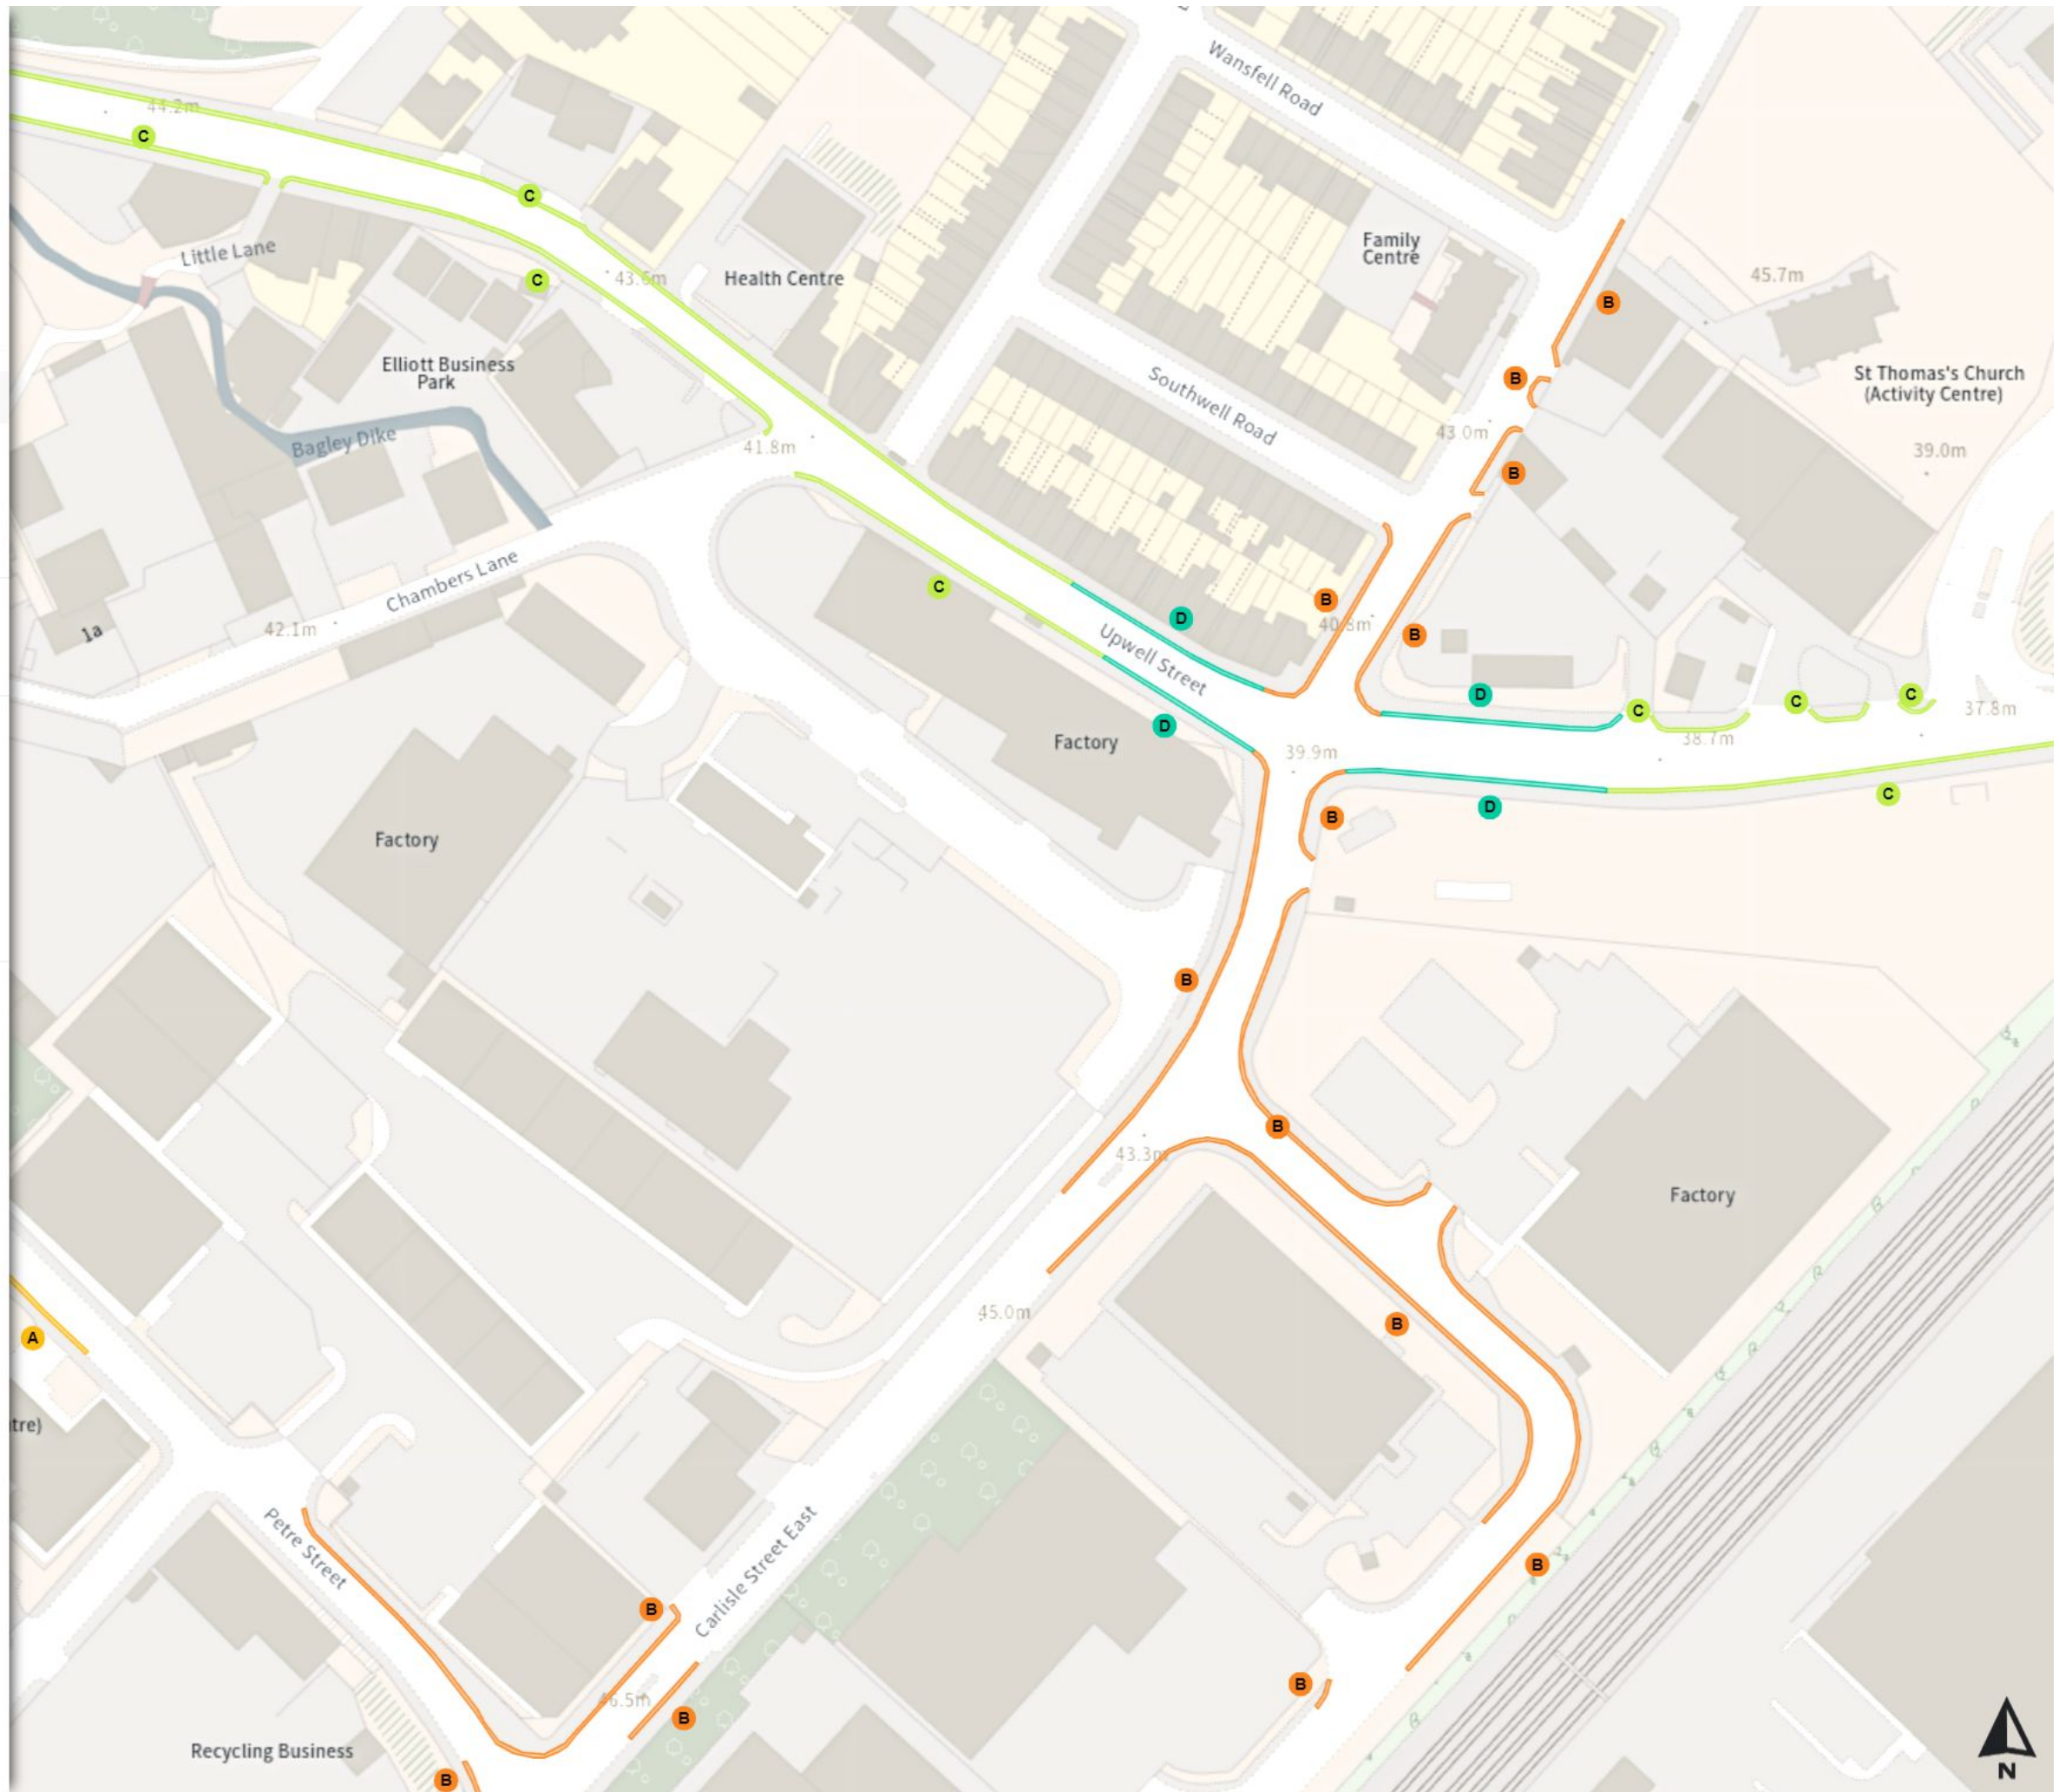 Wansfell Road
44.2m
C
C
Little Lane
Family
Centre
43.6m
Health Centre
C
45.7m
B
Elliott Business
Park
B
St Thomas's Church
(Activity Centre)
Southwell Road
Bagley Dike
41.8m
43.0m
39.0m
B
Chambers Lane
C
B
D
40.8m
B
1a
42.1m
Upwell Street
D
C
C
C
37.8m
D
Factory
38.7m
39.9m
C
D
B
Factory
B
B
43.3m
Factory
45.0m
B
A
tre)
Petre Street
Carlisle Street East
B
B
B
46.5m
B
Recycling Business
B
N